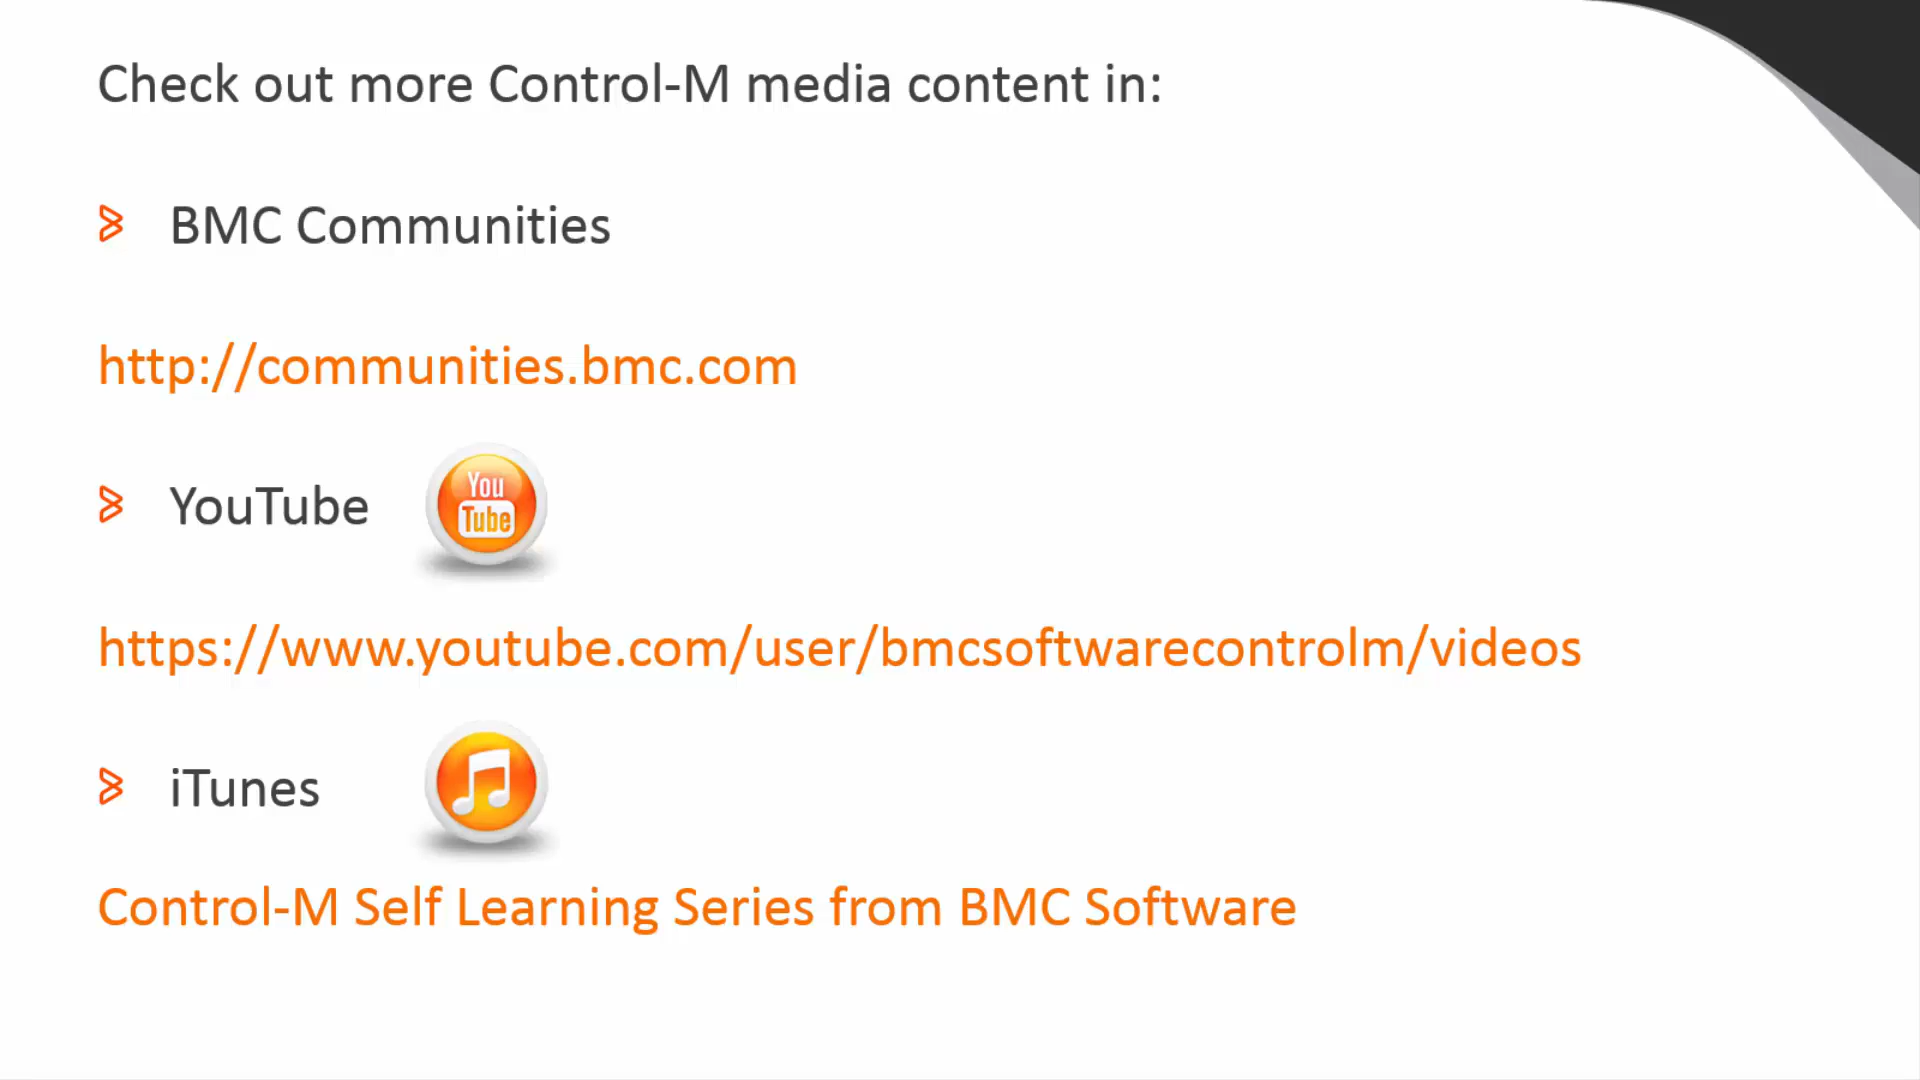 Check out more Control-M media content in:
BMC Communities
http://communities.bmc.com
YouTube
You
Tube
https://www.youtube.com/user/bmcsoftwarecontrolm/videos
iTunes
Control-M Self Learning Series from BMC Software